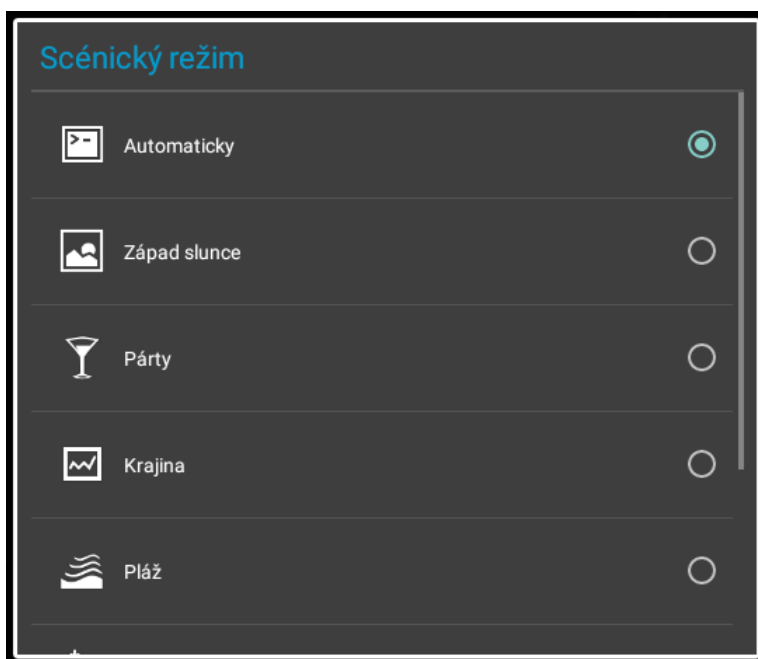 Scénický režim
Automaticky
Západ slunce
Párty
Krajina
Pláž